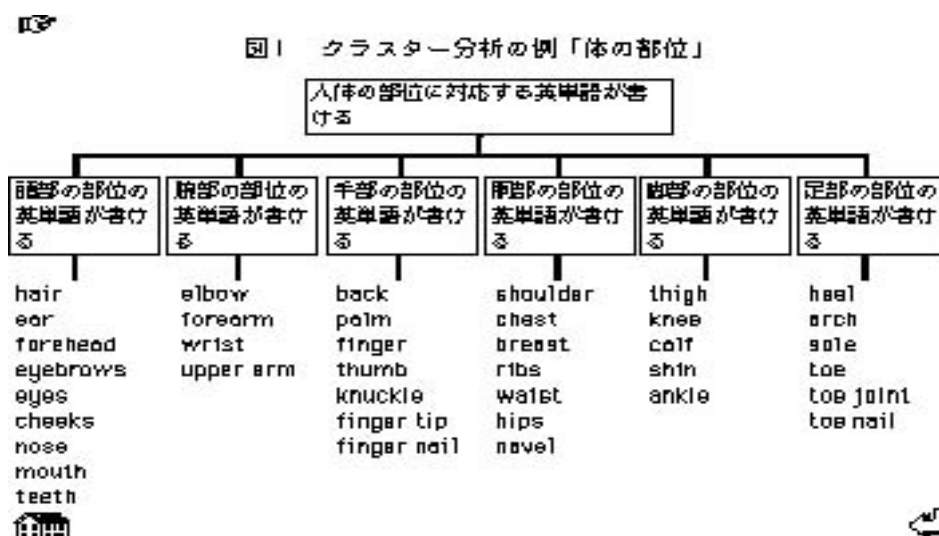 図1 クラスター分析の例「体の部位」
人体の部位に対応する英単語が書
ける
頭部の部位の
英単語が書け
る
hair
ear
forehead
eyebrows
eyes
cheeks
nose
mouth
teeth
腕部の部位の
英単語が書け
る
elbow
forearm
wrist
upper arm
手部の部位の
英単語が書け
る
back
palm
finger
thumb
knuckle
finger tip
finger nail
胴部の部位の
英単語が書け
る
shoulder
chest
breast
ribs
waist
hips
navel
脚部の部位の
英単語が書け
る
thigh
knee
calf
shin
ankle
足部の部位の
英単語が書け
る
heel
arch
sole
toe
toe joint
toe nail